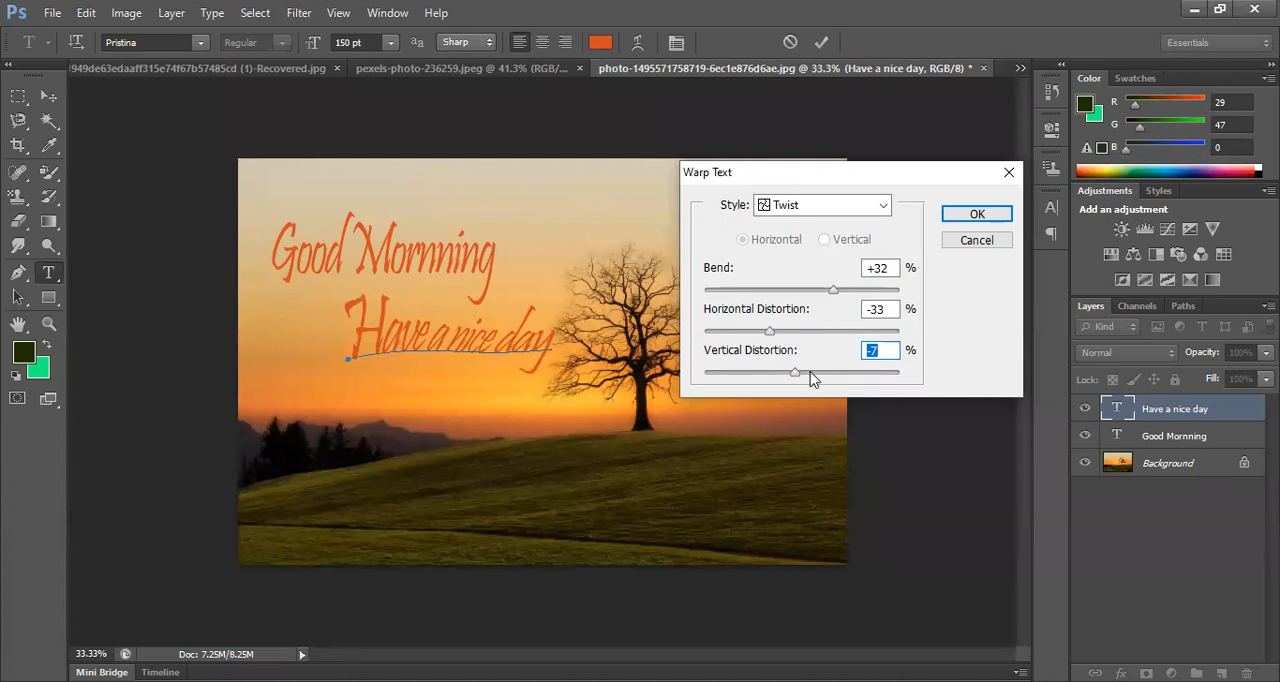 Ps File Edit Image Layer Type Select Filter View Window Help
T Pristina Regular 150 pt aa Sharp Essentials
949de63edaaff315e74f67b57485cd (1)-Recovered.jpg × pexels-photo-236259.jpeg @ 41.3% (RGB/... × photo-1495571758719-6ec1e876d6ae.jpg @ 33.3% (Have a nice day, RGB/8) * ×
Color Swatches
R 29
G 47
B 0
Warp Text
Style: Twist
Horizontal Vertical
Bend: +32 %
Horizontal Distortion: -33 %
Vertical Distortion: -7 %
OK
Cancel
Good Mornning
Have a nice day
Adjustments Styles
Add an adjustment
Layers Channels Paths
Kind
Normal Opacity: 100%
Lock: Fill: 100%
T Have a nice day
T Good Mornning
Background
33.33% Doc: 7.25M/8.25M
Mini Bridge Timeline